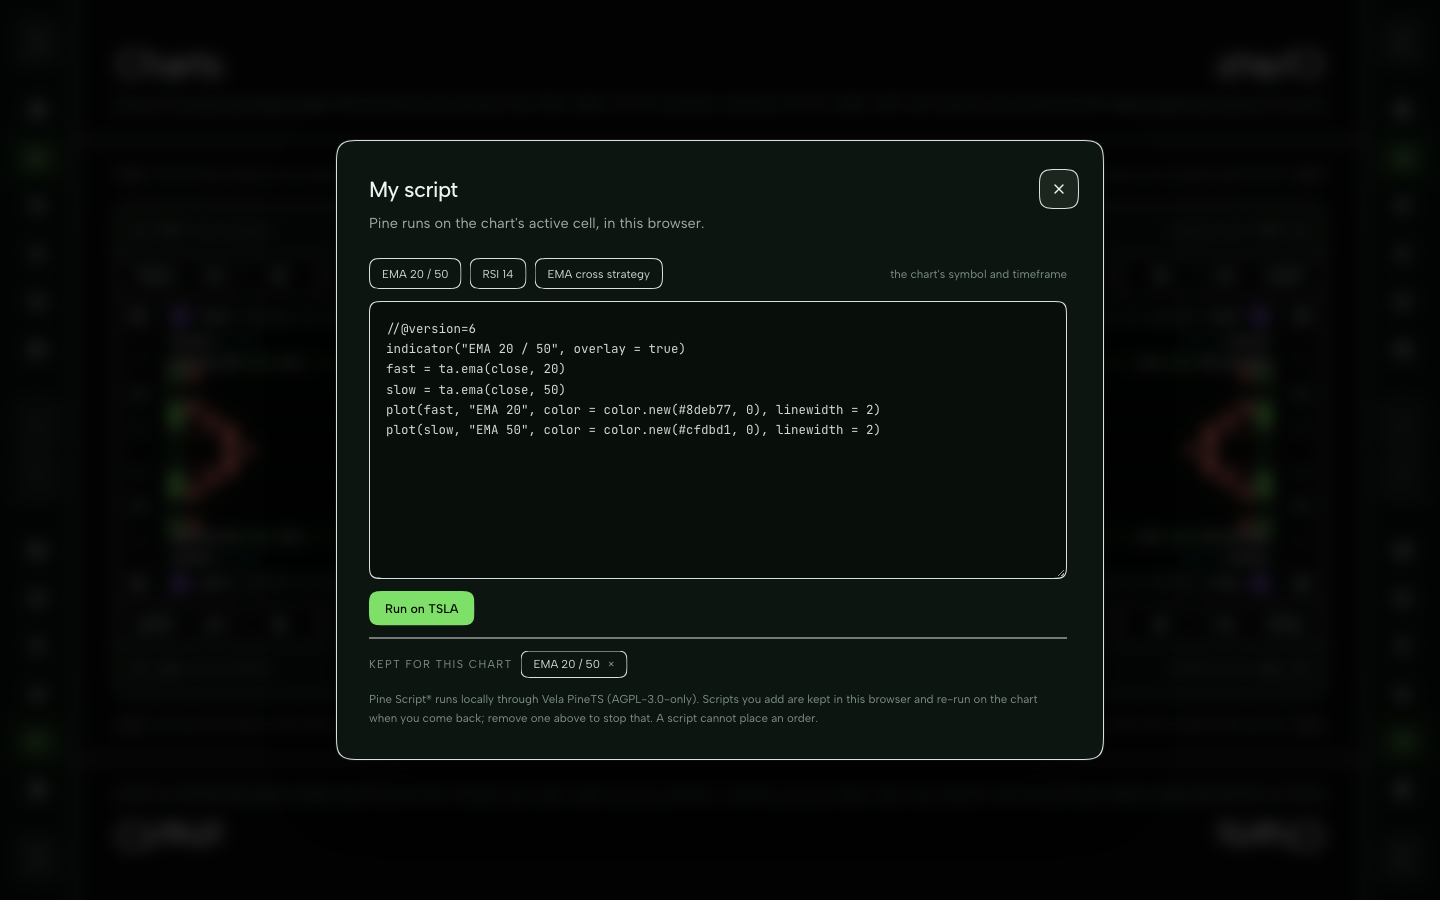 My script
×
Pine runs on the chart's active cell, in this browser.
EMA 20 / 50
RSI 14
EMA cross strategy
the chart's symbol and timeframe
//@version=6
indicator("EMA 20 / 50", overlay = true)
fast = ta.ema(close, 20)
slow = ta.ema(close, 50)
plot(fast, "EMA 20", color = color.new(#8deb77, 0), linewidth = 2)
plot(slow, "EMA 50", color = color.new(#cfdbd1, 0), linewidth = 2)
Run on TSLA
KEPT FOR THIS CHART
EMA 20 / 50 ×
Pine Script® runs locally through Vela PineTS (AGPL-3.0-only). Scripts you add are kept in this browser and re-run on the chart
when you come back; remove one above to stop that. A script cannot place an order.